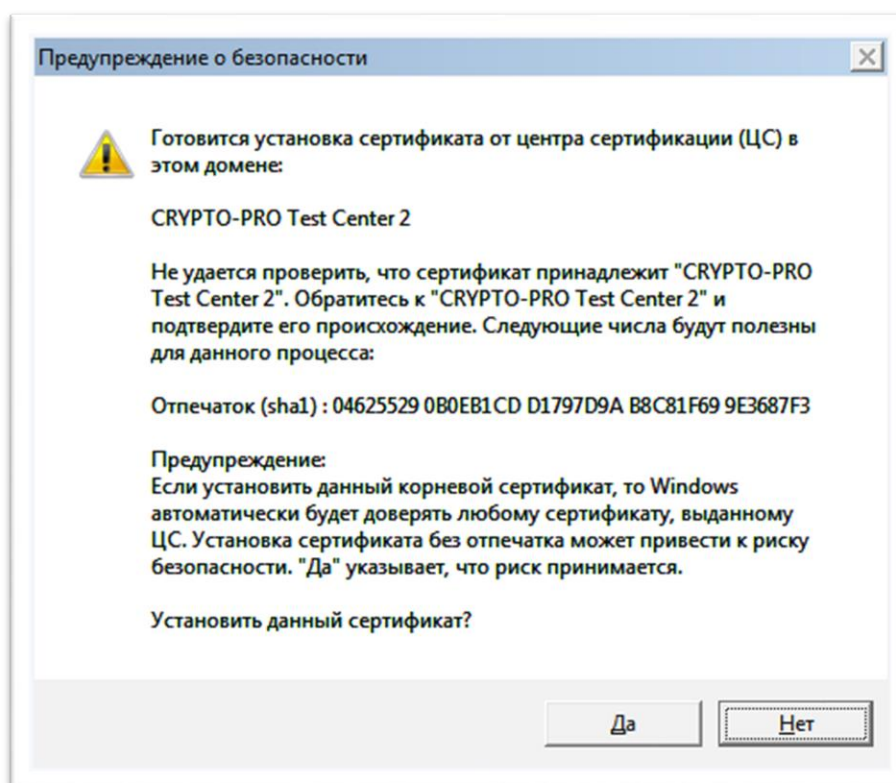 Предупреждение о безопасности
Готовится установка сертификата от центра сертификации (ЦС) в
этом домене:
CRYPTO-PRO Test Center 2
Не удается проверить, что сертификат принадлежит "CRYPTO-PRO
Test Center 2". Обратитесь к "CRYPTO-PRO Test Center 2" и
подтвердите его происхождение. Следующие числа будут полезны
для данного процесса:
Отпечаток (sha1) : 04625529 0B0EB1CD D1797D9A B8C81F69 9E3687F3
Предупреждение:
Если установить данный корневой сертификат, то Windows
автоматически будет доверять любому сертификату, выданному
ЦС. Установка сертификата без отпечатка может привести к риску
безопасности. "Да" указывает, что риск принимается.
Установить данный сертификат?
Да
Нет